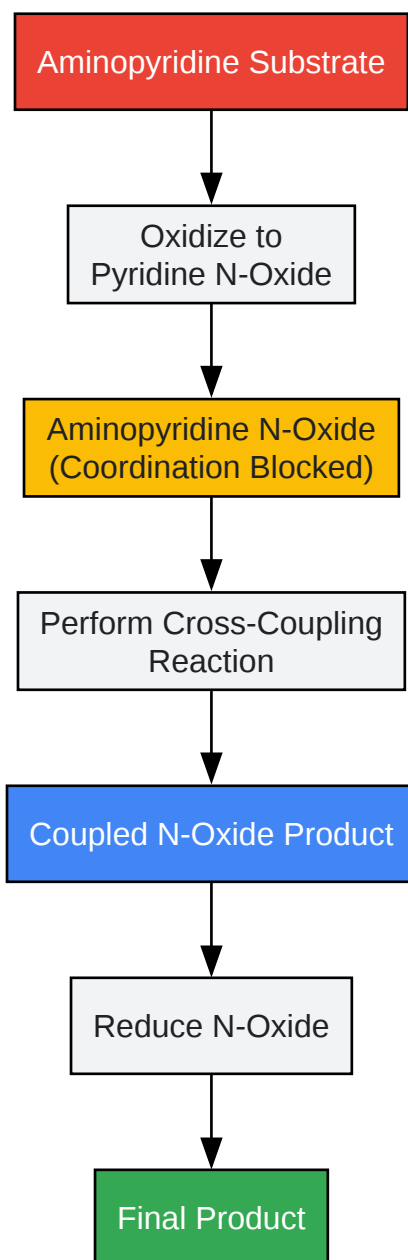 Aminopyridine Substrate
Oxidize to
Pyridine N-Oxide
Aminopyridine N-Oxide
(Coordination Blocked)
Perform Cross-Coupling
Reaction
Coupled N-Oxide Product
Reduce N-Oxide
Final Product